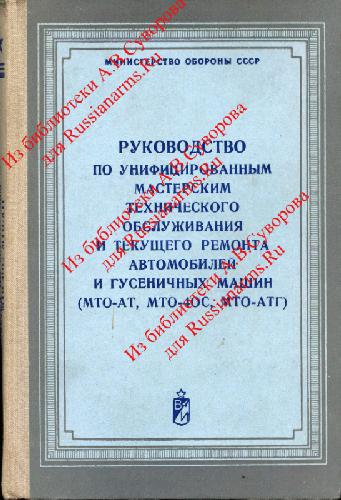 МИНИСТЕРСТВО ОБОРОНЫ СССР
РУКОВОДСТВО
ПО УНИФИЦИРОВАННЫМ
МАСТЕРСКИМ
ТЕХНИЧЕСКОГО
ОБСЛУЖИВАНИЯ
И ТЕКУЩЕГО РЕМОНТА
АВТОМОБИЛЕЙ
И ГУСЕНИЧНЫХ МАШИН
(МТО-АТ, МТО-4ОС, МТО-АТГ)
Из библиотеки А.В.Суворова
для Russianarms.ru
Из библиотеки А.В.Суворова
для Russianarms.ru
Из библиотеки А.В.Суворова
для Russianarms.ru